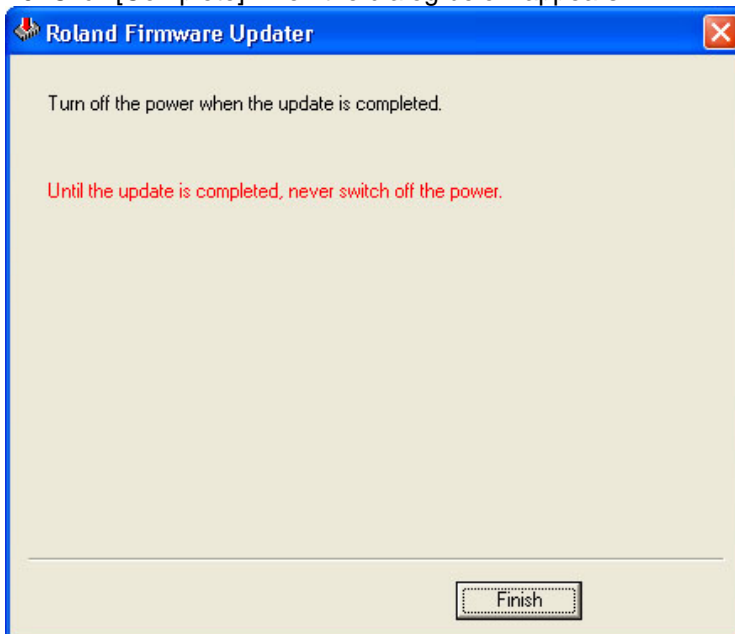 [Complete]
Roland Firmware Updater
Turn off the power when the update is completed.
Until the update is completed, never switch off the power.
Finish